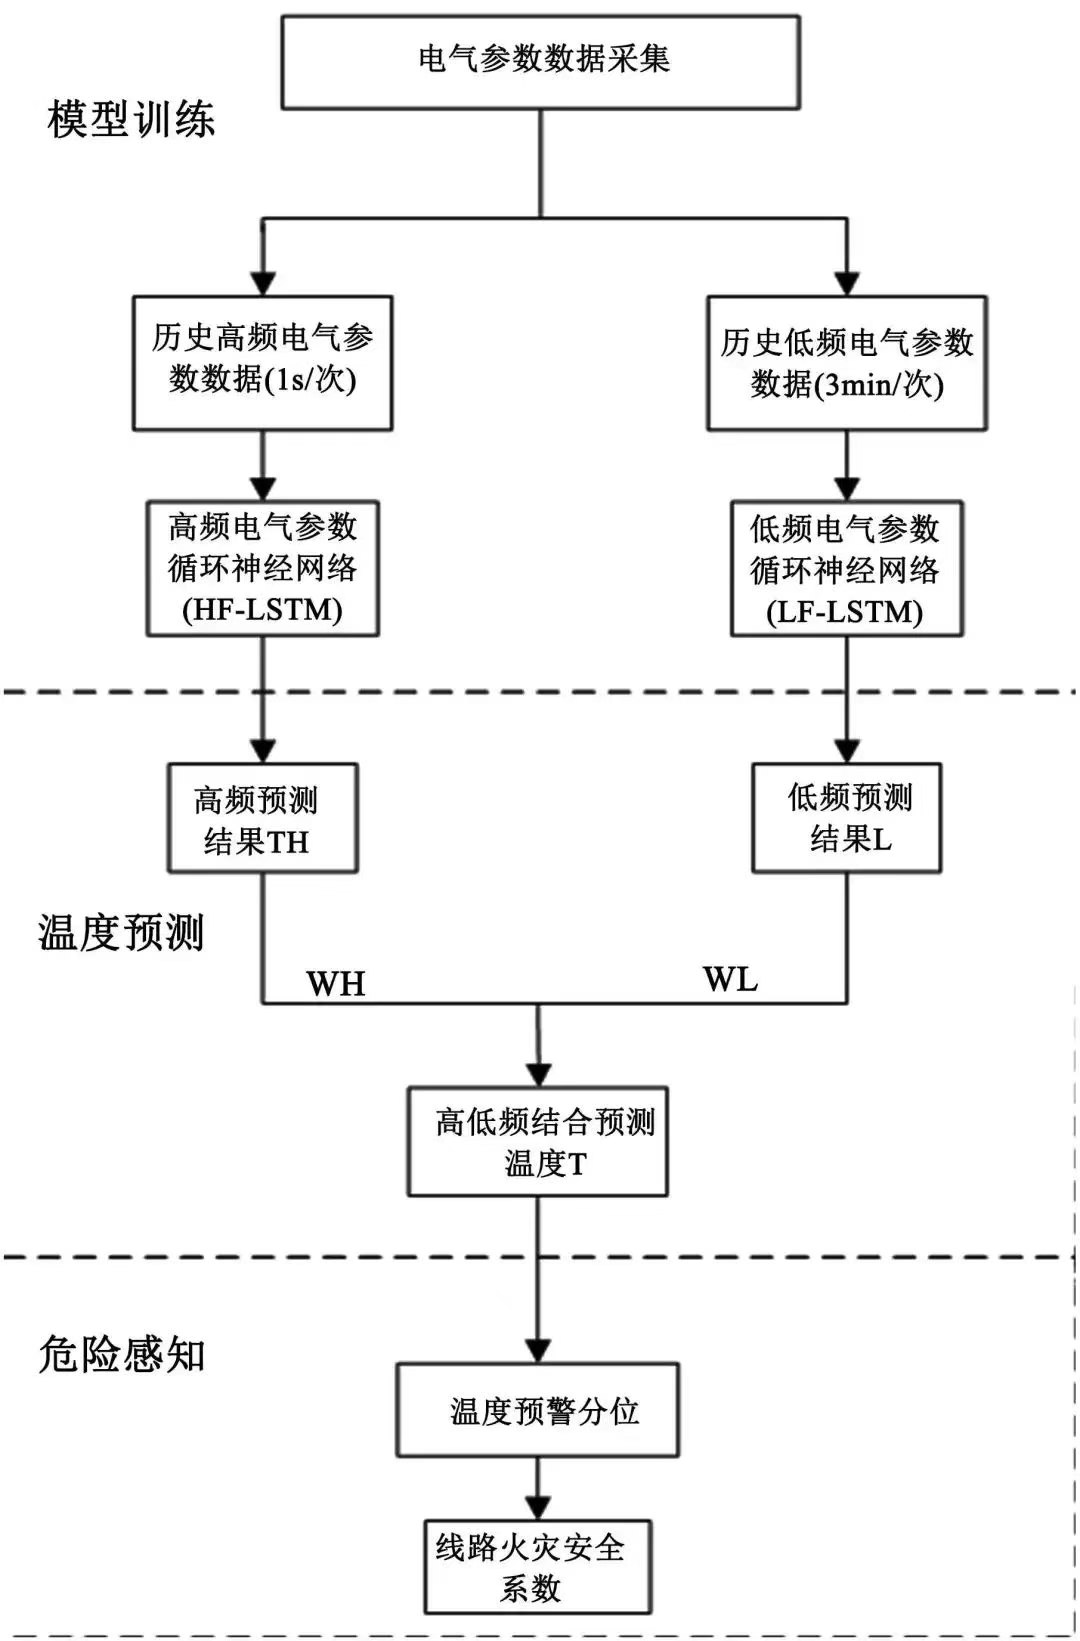 电气参数数据采集
模型训练
历史高频电气参
数数据(1s/次)
历史低频电气参数
数据(3min/次)
高频电气参数
循环神经网络
(HF-LSTM)
低频电气参数
循环神经网络
(LF-LSTM)
高频预测
结果TH
低频预测
结果L
温度预测
WH
WL
高低频结合预测
温度T
危险感知
温度预警分位
线路火灾安全
系数